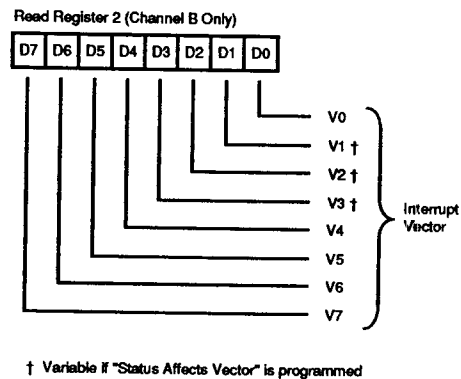 Read Register 2 (Channel B Only)
D7 D6 D5 D4 D3 D2 D1 D0
V0
V1 †
V2 †
V3 †
V4
V5
V6
V7
Interrupt
Vector
† Variable if "Status Affects Vector" is programmed